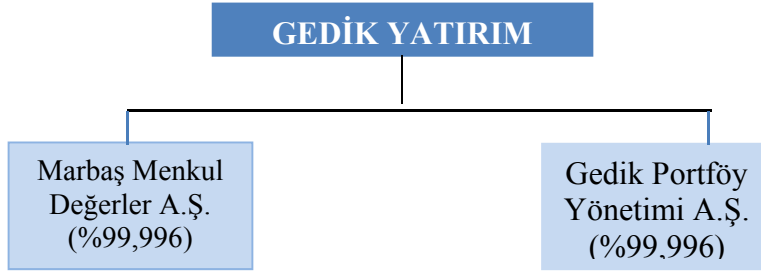 GEDİK YATIRIM
Marbaş Menkul
Değerler A.Ş.
(%99,996)
Gedik Portföy
Yönetimi A.Ş.
(%99,996)